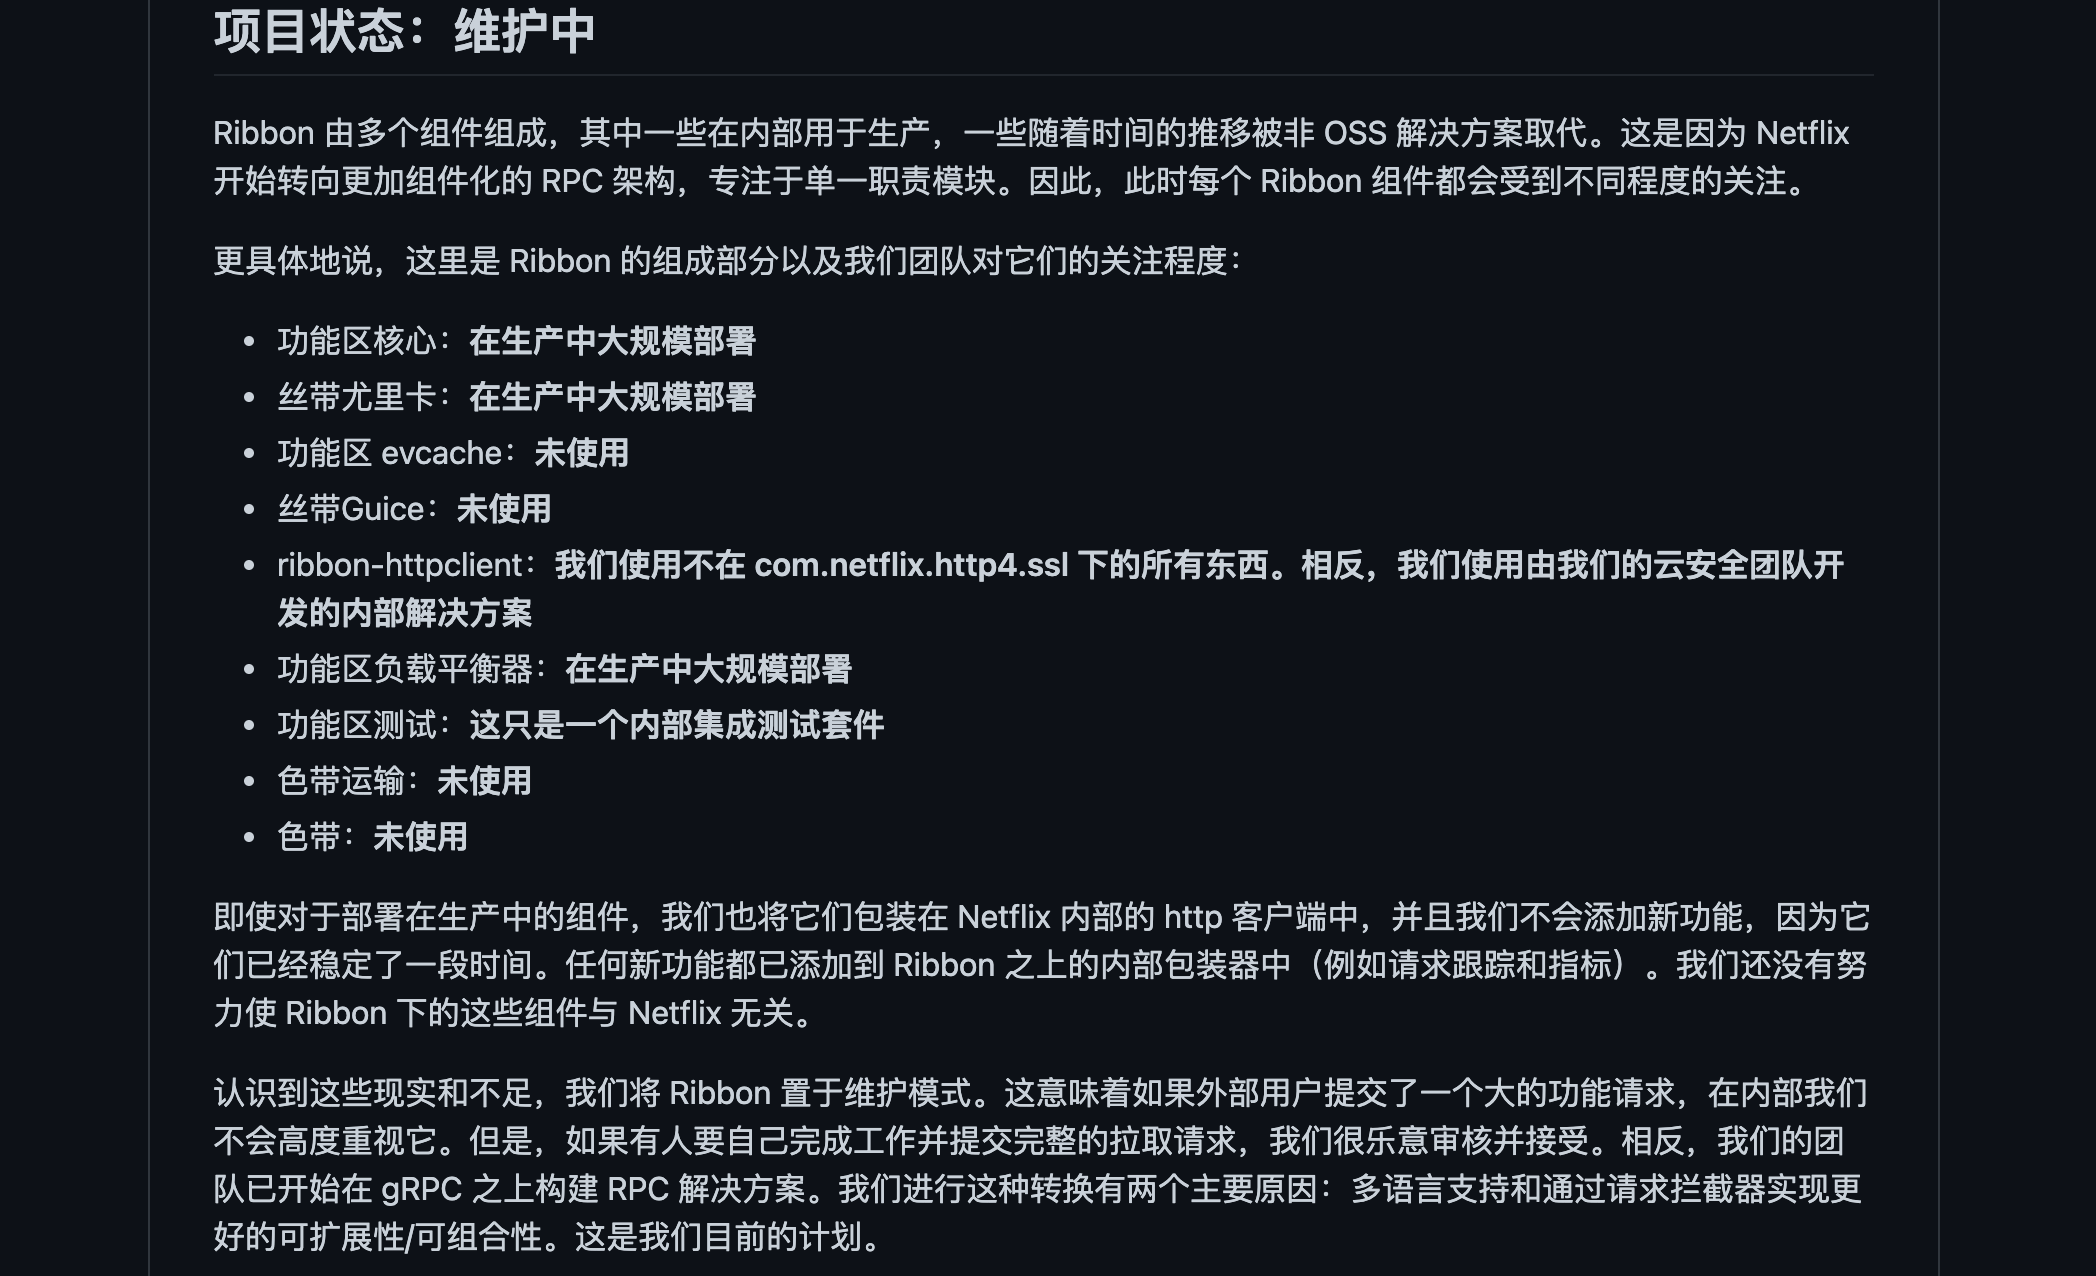 项目状态：维护中
Ribbon 由多个组件组成，其中一些在内部用于生产，一些随着时间的推移被非 OSS 解决方案取代。这是因为 Netflix
开始转向更加组件化的 RPC 架构，专注于单一职责模块。因此，此时每个 Ribbon 组件都会受到不同程度的关注。
更具体地说，这里是 Ribbon 的组成部分以及我们团队对它们的关注程度：
• 功能区核心：在生产中大规模部署
• 丝带尤里卡：在生产中大规模部署
• 功能区 evcache：未使用
• 丝带Guice：未使用
• ribbon-httpclient：我们使用不在 com.netflix.http4.ssl 下的所有东西。相反，我们使用由我们的云安全团队开
发的内部解决方案
• 功能区负载平衡器：在生产中大规模部署
• 功能区测试：这只是一个内部集成测试套件
• 色带运输：未使用
• 色带：未使用
即使对于部署在生产中的组件，我们也将它们包装在 Netflix 内部的 http 客户端中，并且我们不会添加新功能，因为它
们已经稳定了一段时间。任何新功能都已添加到 Ribbon 之上的内部包装器中（例如请求跟踪和指标）。我们还没有努
力使 Ribbon 下的这些组件与 Netflix 无关。
认识到这些现实和不足，我们将 Ribbon 置于维护模式。这意味着如果外部用户提交了一个大的功能请求，在内部我们
不会高度重视它。但是，如果有人要自己完成工作并提交完整的拉取请求，我们很乐意审核并接受。相反，我们的团
队已开始在 gRPC 之上构建 RPC 解决方案。我们进行这种转换有两个主要原因：多语言支持和通过请求拦截器实现更
好的可扩展性/可组合性。这是我们目前的计划。